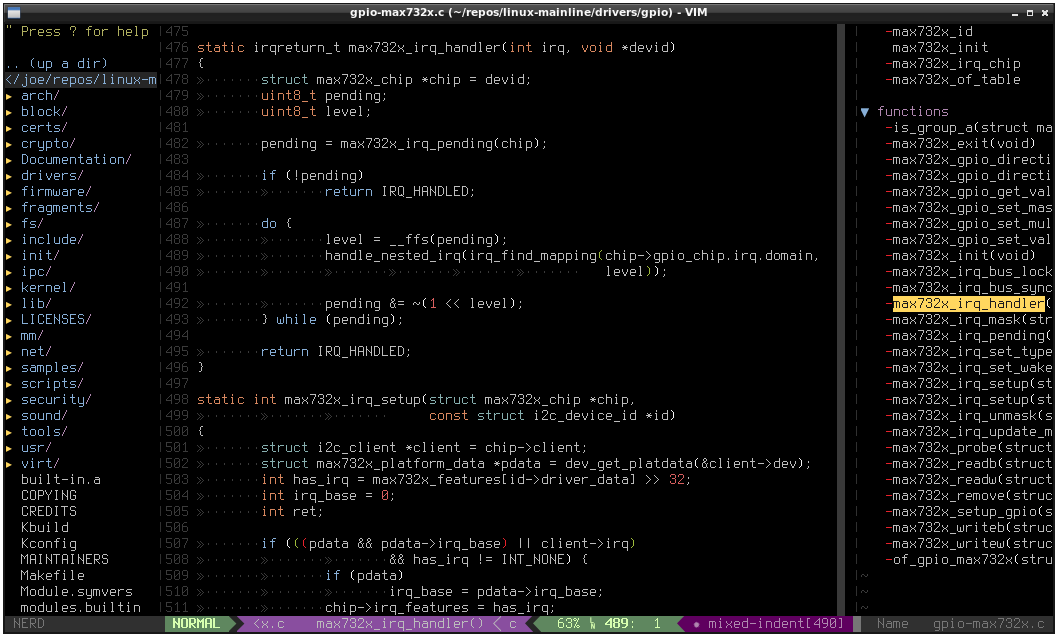 gpio-max732x.c (~/repos/linux-mainline/drivers/gpio) - VIM
" Press ? for help
.. (up a dir)
</joe/repos/linux-m
▸ arch/
▸ block/
▸ certs/
▸ crypto/
▸ Documentation/
▸ drivers/
▸ firmware/
▸ fragments/
▸ fs/
▸ include/
▸ init/
▸ ipc/
▸ kernel/
▸ lib/
▸ LICENSES/
▸ mm/
▸ net/
▸ samples/
▸ scripts/
▸ security/
▸ sound/
▸ tools/
▸ usr/
▸ virt/
built-in.a
COPYING
CREDITS
Kbuild
Kconfig
MAINTAINERS
Makefile
Module.symvers
modules.builtin
475
476 static irqreturn_t max732x_irq_handler(int irq, void *devid)
477 {
478 struct max732x_chip *chip = devid;
479 uint8_t pending;
480 uint8_t level;
481
482 pending = max732x_irq_pending(chip);
483
484 if (!pending)
485 return IRQ_HANDLED;
486
487 do {
488 level = __ffs(pending);
489 handle_nested_irq(irq_find_mapping(chip->gpio_chip.irq.domain,
490 level));
491
492 pending &= ~(1 << level);
493 } while (pending);
494
495 return IRQ_HANDLED;
496 }
497
498 static int max732x_irq_setup(struct max732x_chip *chip,
499 const struct i2c_device_id *id)
500 {
501 struct i2c_client *client = chip->client;
502 struct max732x_platform_data *pdata = dev_get_platdata(&client->dev);
503 int has_irq = max732x_features[id->driver_data] >> 32;
504 int irq_base = 0;
505 int ret;
506
507 if (((pdata && pdata->irq_base) || client->irq)
508 && has_irq != INT_NONE) {
509 if (pdata)
510 irq_base = pdata->irq_base;
511 chip->irq_features = has_irq;
-max732x_id
max732x_init
-max732x_irq_chip
-max732x_of_table
▼ functions
-is_group_a(struct ma
-max732x_exit(void)
-max732x_gpio_directi
-max732x_gpio_directi
-max732x_gpio_get_val
-max732x_gpio_set_mas
-max732x_gpio_set_mul
-max732x_gpio_set_val
-max732x_init(void)
-max732x_irq_bus_lock
-max732x_irq_bus_sync
-max732x_irq_handler(
-max732x_irq_mask(str
-max732x_irq_pending(
-max732x_irq_set_type
-max732x_irq_set_wake
-max732x_irq_setup(st
-max732x_irq_setup(st
-max732x_irq_unmask(s
-max732x_irq_update_m
-max732x_probe(struct
-max732x_readb(struct
-max732x_readw(struct
-max732x_remove(struc
-max732x_setup_gpio(s
-max732x_writeb(struc
-max732x_writew(struc
-of_gpio_max732x(stru
~
~
~
NERD NORMAL <x.c max732x_irq_handler() < c 63% 489: 1 • mixed-indent[490] Name gpio-max732x.c